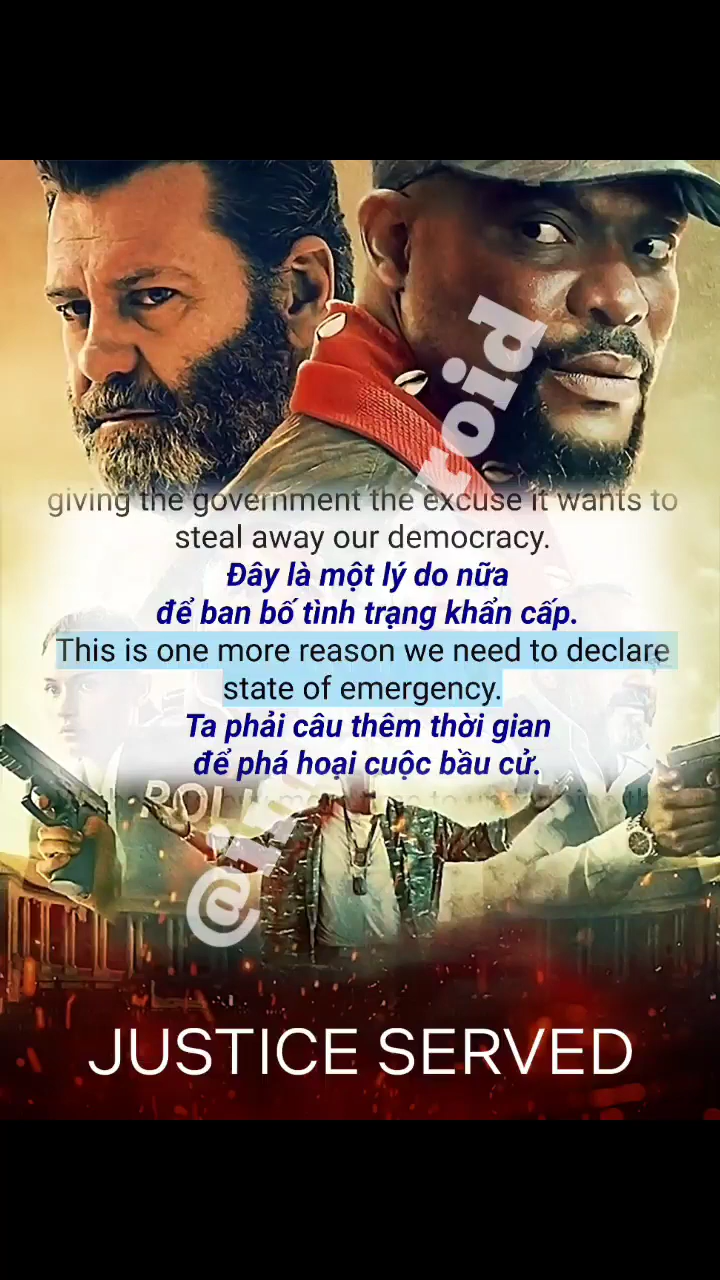 giving the government the excuse it wants to
steal away our democracy.
Đây là một lý do nữa
để ban bố tình trạng khẩn cấp.
This is one more reason we need to declare
state of emergency.
Ta phải câu thêm thời gian
để phá hoại cuộc bầu cử.
JUSTICE SERVED